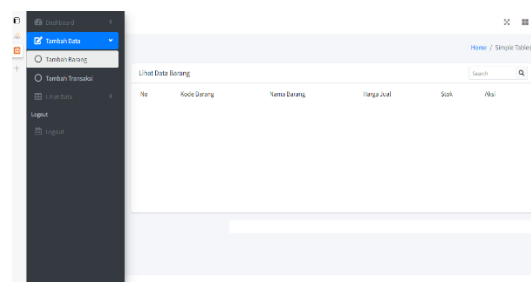 Dashboard
Tambah Data
Tambah Barang
Tambah Transaksi
Lihat Data
Logout
Logout
Home / Simple Tables
Lihat Data Barang
Search
No Kode Barang Nama Barang Harga Jual Stok Aksi